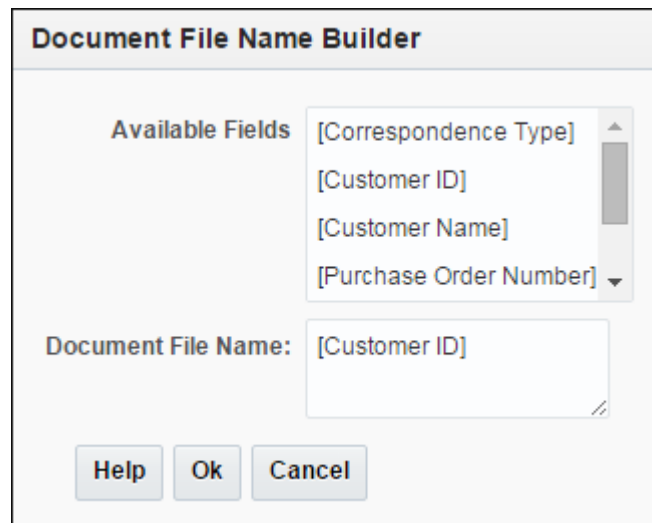 Document File Name Builder
Available Fields
[Correspondence Type]
[Customer ID]
[Customer Name]
[Purchase Order Number]
Document File Name:
[Customer ID]
Help Ok Cancel